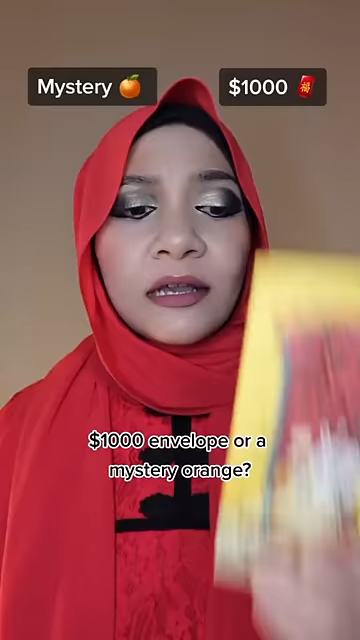 Mystery 🍊
$1000 🧧
$1000 envelope or a
mystery orange?